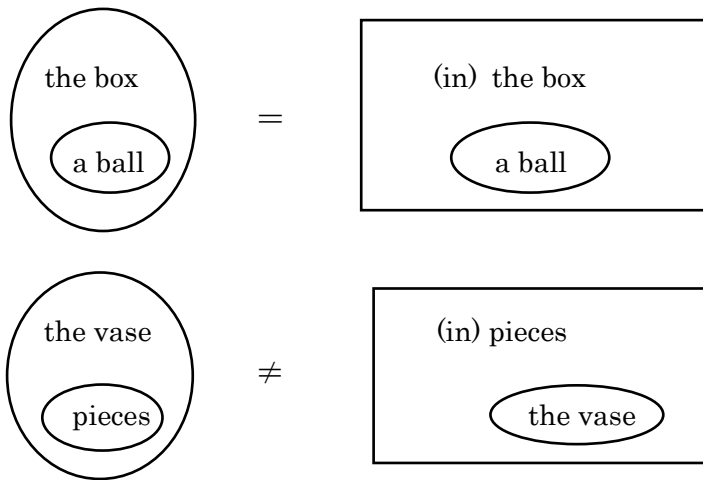 the box
a ball
=
(in) the box
a ball
the vase
pieces
≠
(in) pieces
the vase